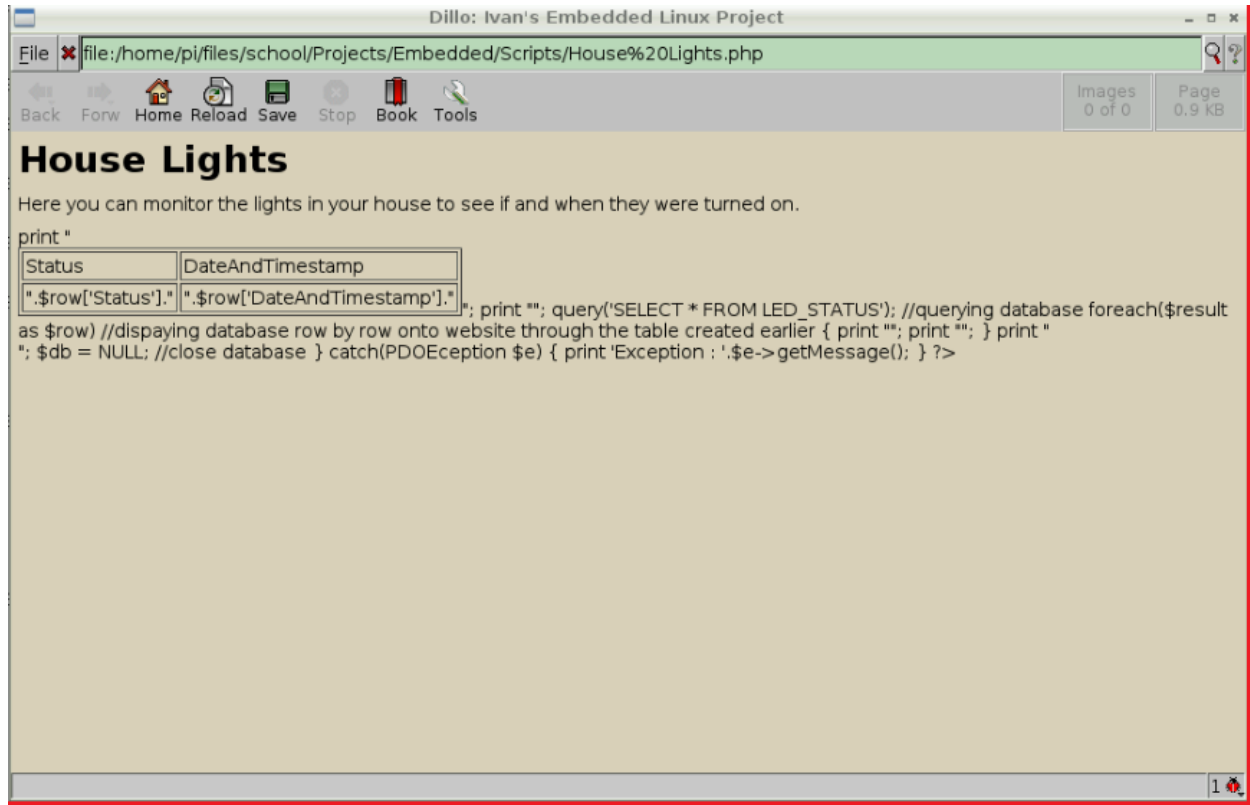 Dillo: Ivan's Embedded Linux Project
File file:/home/pi/files/school/Projects/Embedded/Scripts/House%20Lights.php ?
Back Forw Home Reload Save Stop Book Tools
Images
0 of 0
Page
0.9 KB
House Lights
Here you can monitor the lights in your house to see if and when they were turned on.
print "
Status DateAndTimestamp
".$row['Status']." ".$row['DateAndTimestamp']." "; print ""; query('SELECT * FROM LED_STATUS'); //querying database foreach($result
as $row) //dispaying database row by row onto website through the table created earlier { print ""; print ""; } print "
"; $db = NULL; //close database } catch(PDOEception $e) { print 'Exception : '.$e->getMessage(); } ?>
1